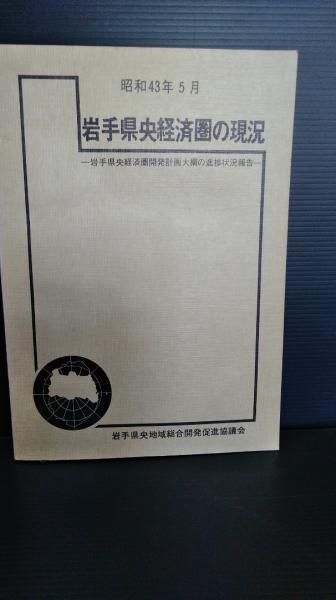 昭和43年5月
岩手県央経済圏の現況
―岩手県央経済圏開発計画大綱の進捗状況報告―
岩手県央地域総合開発促進協議会